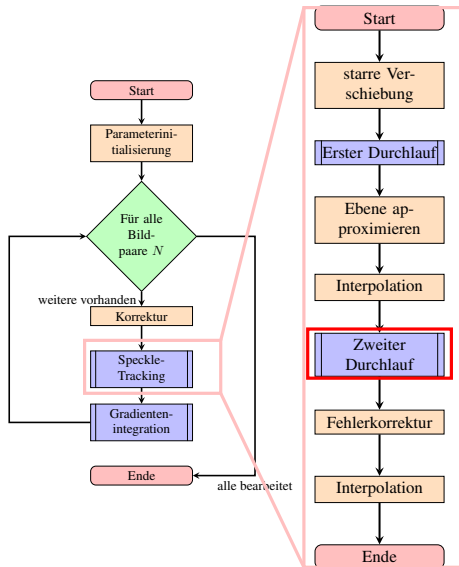 Start
Parameterini-
tialisierung
Für alle
Bild-
paare N
weitere vorhanden
Korrektur
Speckle-
Tracking
Gradienten-
integration
Ende
alle bearbeitet
Start
starre Ver-
schiebung
Erster Durchlauf
Ebene ap-
proximieren
Interpolation
Zweiter
Durchlauf
Fehlerkorrektur
Interpolation
Ende